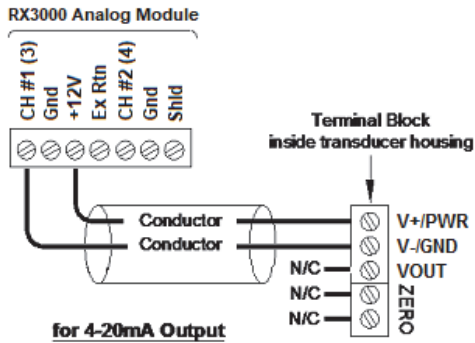 RX3000 Analog Module
CH #1 (3)
Gnd
+12V
Ex Rtn
CH #2 (4)
Gnd
Shld
Terminal Block
inside transducer housing
Conductor
Conductor
V+/PWR
V-/GND
N/C
VOUT
N/C
N/C
ZERO
for 4-20mA Output